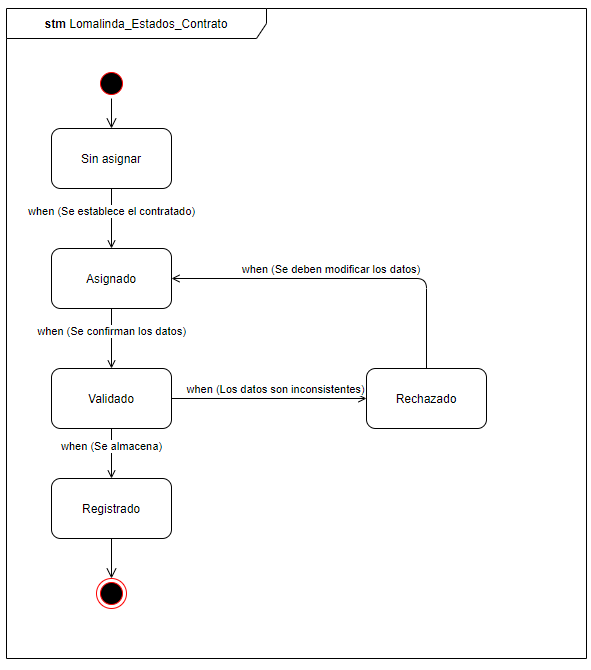 stm Lomalinda_Estados_Contrato
Sin asignar
when (Se establece el contratado)
Asignado
when (Se deben modificar los datos)
when (Se confirman los datos)
Validado
when (Los datos son inconsistentes)
Rechazado
when (Se almacena)
Registrado